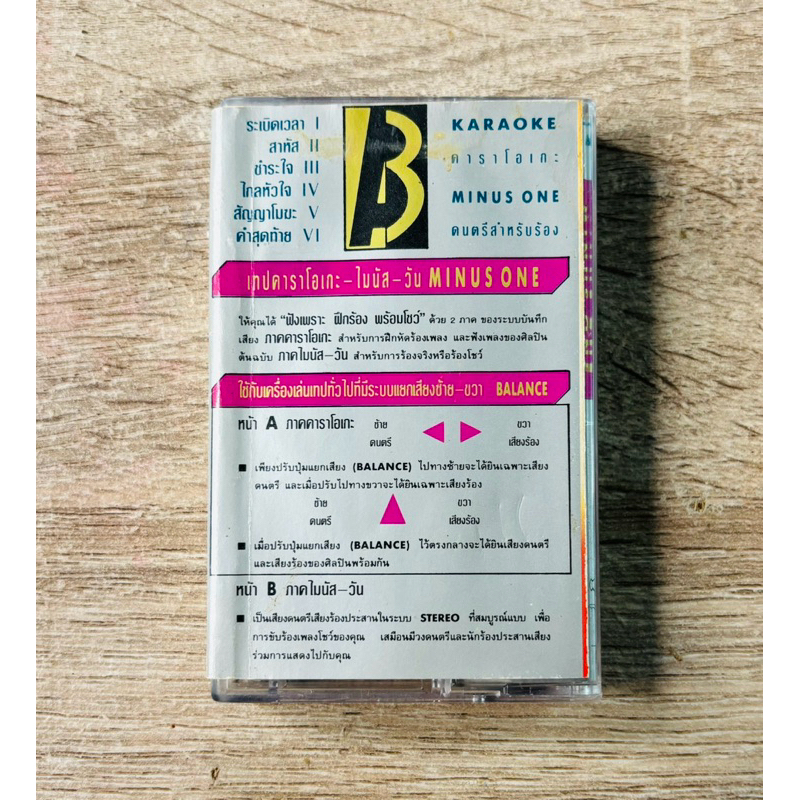 ระเบิดเวลา I
สาหัส II
ชำระใจ III
ไกลหัวใจ IV
สัญญาโมฆะ V
คำสุดท้าย VI
AB
KARAOKE
คาราโอเกะ
MINUS ONE
ดนตรีสำหรับร้อง
เทปคาราโอเกะ-ไมนัส-วัน MINUS ONE
ให้คุณได้ "ฟังเพราะ ฝึกร้อง พร้อมโชว์" ด้วย 2 ภาค ของระบบบันทึก
เสียง ภาคคาราโอเกะ สำหรับการฝึกหัดร้องเพลง และฟังเพลงของศิลปิน
ต้นฉบับ ภาคไมนัส-วัน สำหรับการร้องจริงหรือร้องโชว์
ใช้กับเครื่องเล่นเทปทั่วไปที่มีระบบแยกเสียงซ้าย-ขวา BALANCE
หน้า A ภาคคาราโอเกะ ซ้าย ขวา
ดนตรี เสียงร้อง
■ เพียงปรับปุ่มแยกเสียง (BALANCE) ไปทางซ้ายจะได้ยินเฉพาะเสียง
ดนตรี และเมื่อปรับไปทางขวาจะได้ยินเฉพาะเสียงร้อง
ซ้าย ขวา
ดนตรี เสียงร้อง
■ เมื่อปรับปุ่มแยกเสียง (BALANCE) ไว้ตรงกลางจะได้ยินเสียงดนตรี
และเสียงร้องของศิลปินพร้อมกัน
หน้า B ภาคไมนัส-วัน
■ เป็นเสียงดนตรีเสียงร้องประสานในระบบ STEREO ที่สมบูรณ์แบบ เพื่อ
การขับร้องเพลงโชว์ของคุณ เสมือนมีวงดนตรีและนักร้องประสานเสียง
ร่วมการแสดงไปกับคุณ